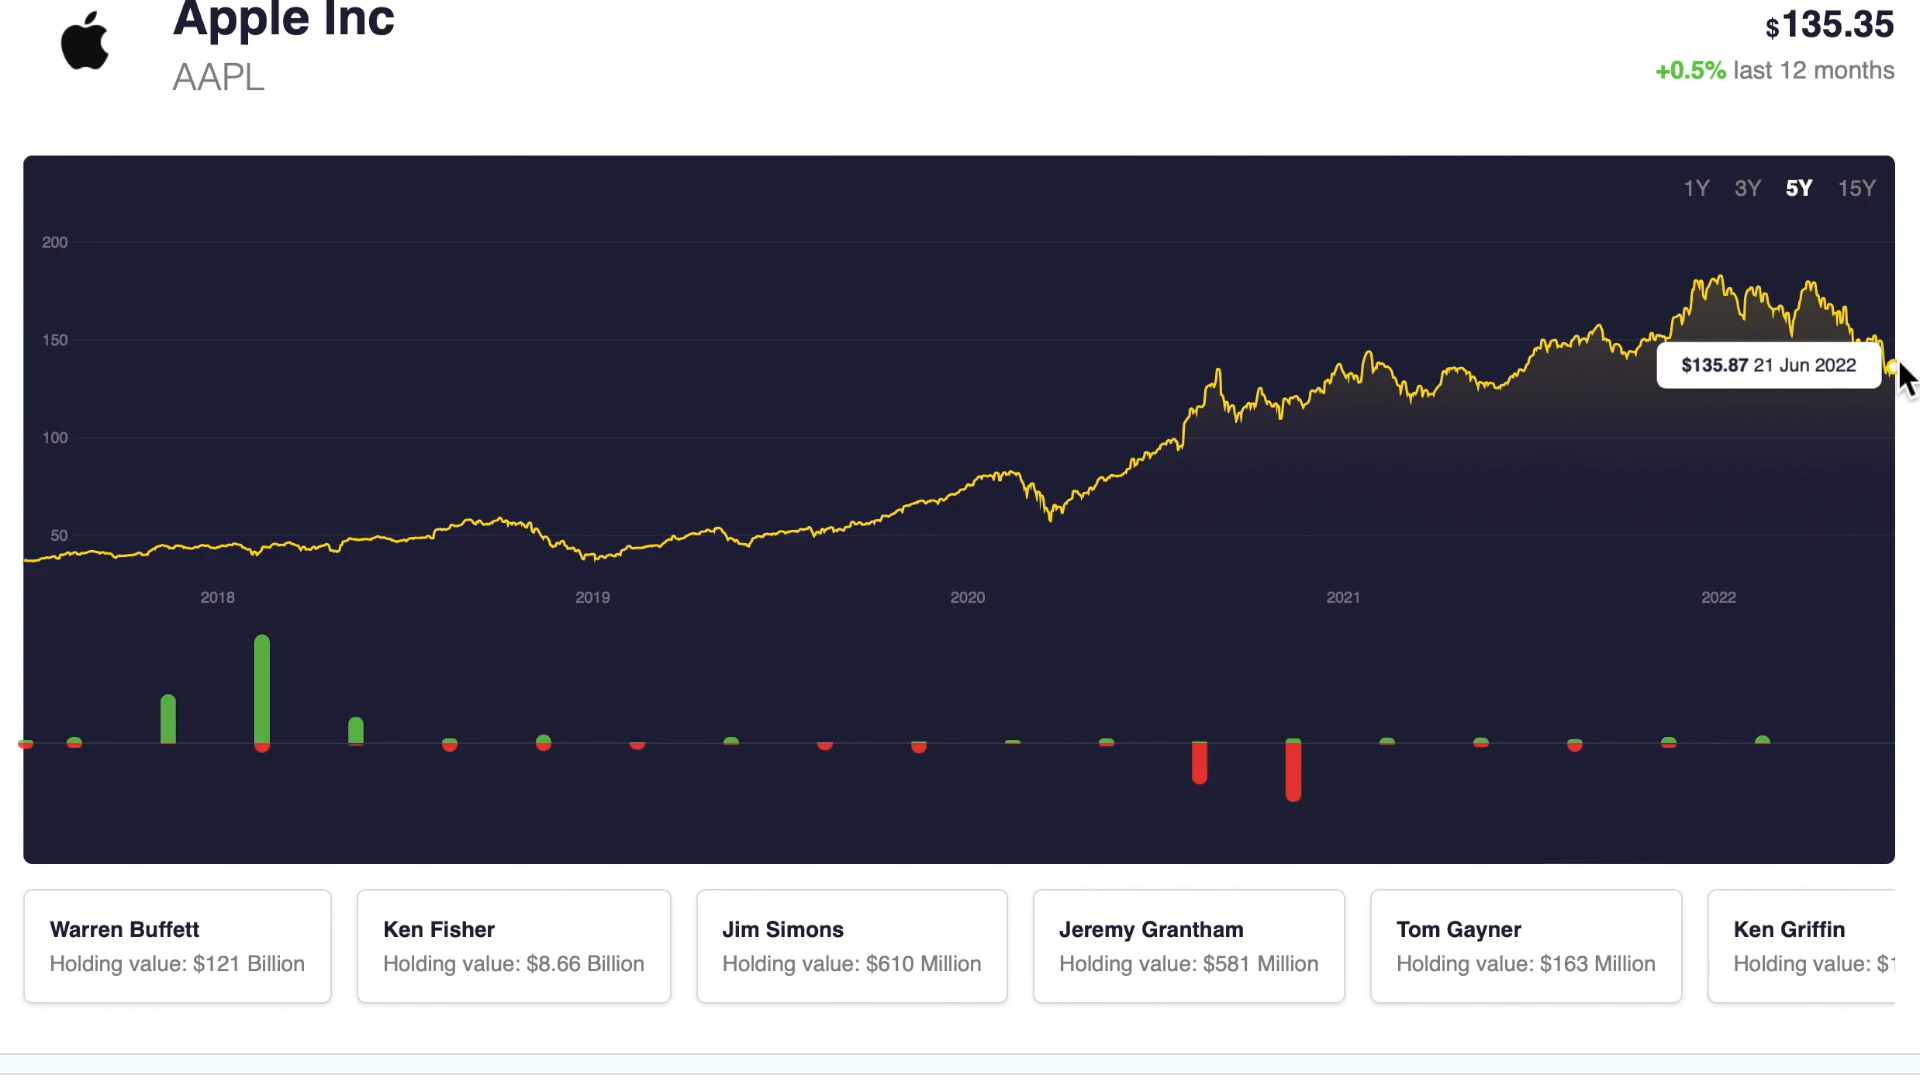 Apple Inc
AAPL
$135.35
+0.5% last 12 months
1Y 3Y 5Y 15Y
200
150
100
50
$135.87 21 Jun 2022
2018 2019 2020 2021 2022
Warren Buffett
Holding value: $121 Billion
Ken Fisher
Holding value: $8.66 Billion
Jim Simons
Holding value: $610 Million
Jeremy Grantham
Holding value: $581 Million
Tom Gayner
Holding value: $163 Million
Ken Griffin
Holding value: $1